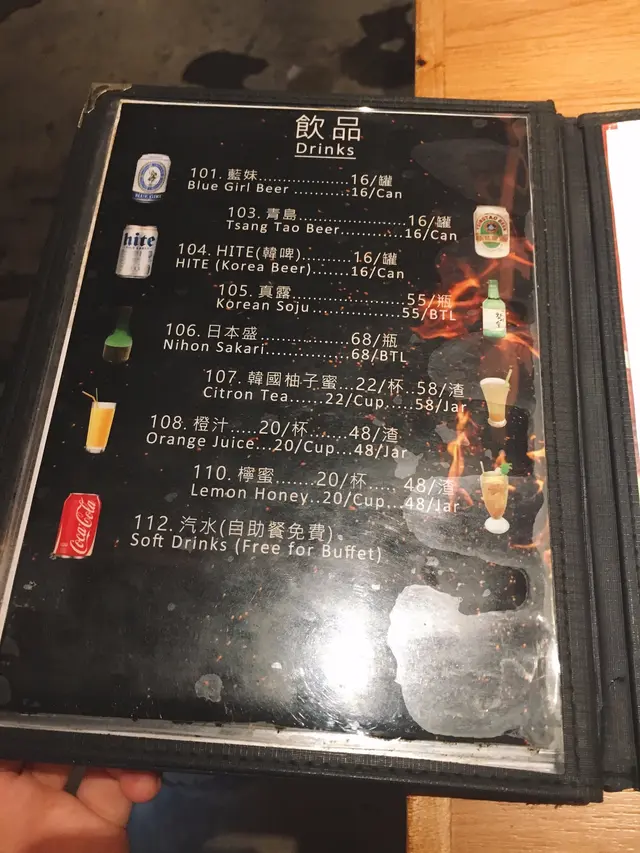 飲品
Drinks
101. 藍妹...................16/罐
Blue Girl Beer ...........16/Can
BLUE GIRL
103. 青島......................16/罐
Tsang Tao Beer...........16/Can
104. HITE(韓啤)..........16/罐
HITE (Korea Beer).......16/Can
hite
105. 真露......................55/瓶
Korean Soju..................55/BTL
106. 日本盛...................68/瓶
Nihon Sakari................68/BTL
107. 韓國柚子蜜...22/杯..58/渣
Citron Tea......22/Cup.....58/Jar
108. 橙汁.....20/杯.......48/渣
Orange Juice...20/Cup...48/Jar
110. 檸蜜.......20/杯..... 48/渣
Lemon Honey..20/Cup...48/Jar
112. 汽水(自助餐免費)
Soft Drinks (Free for Buffet)
Coca-Cola